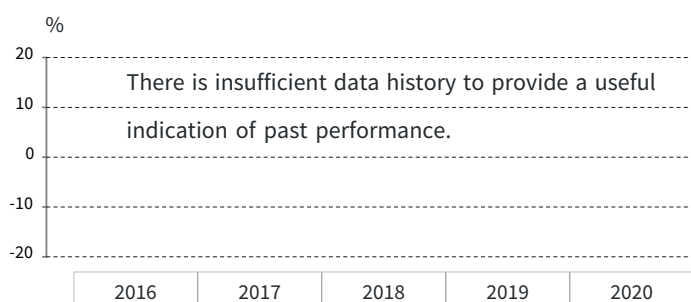 %
20
There is insufficient data history to provide a useful
10
indication of past performance.
0
-10
-20
2016 2017 2018 2019 2020